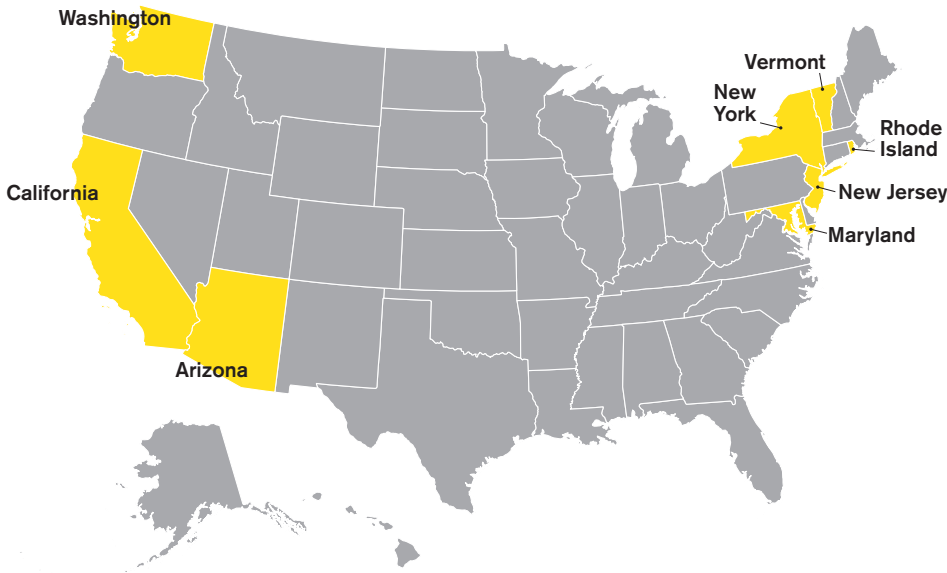 Washington
Vermont
New
York
Rhode
Island
California
New Jersey
Maryland
Arizona